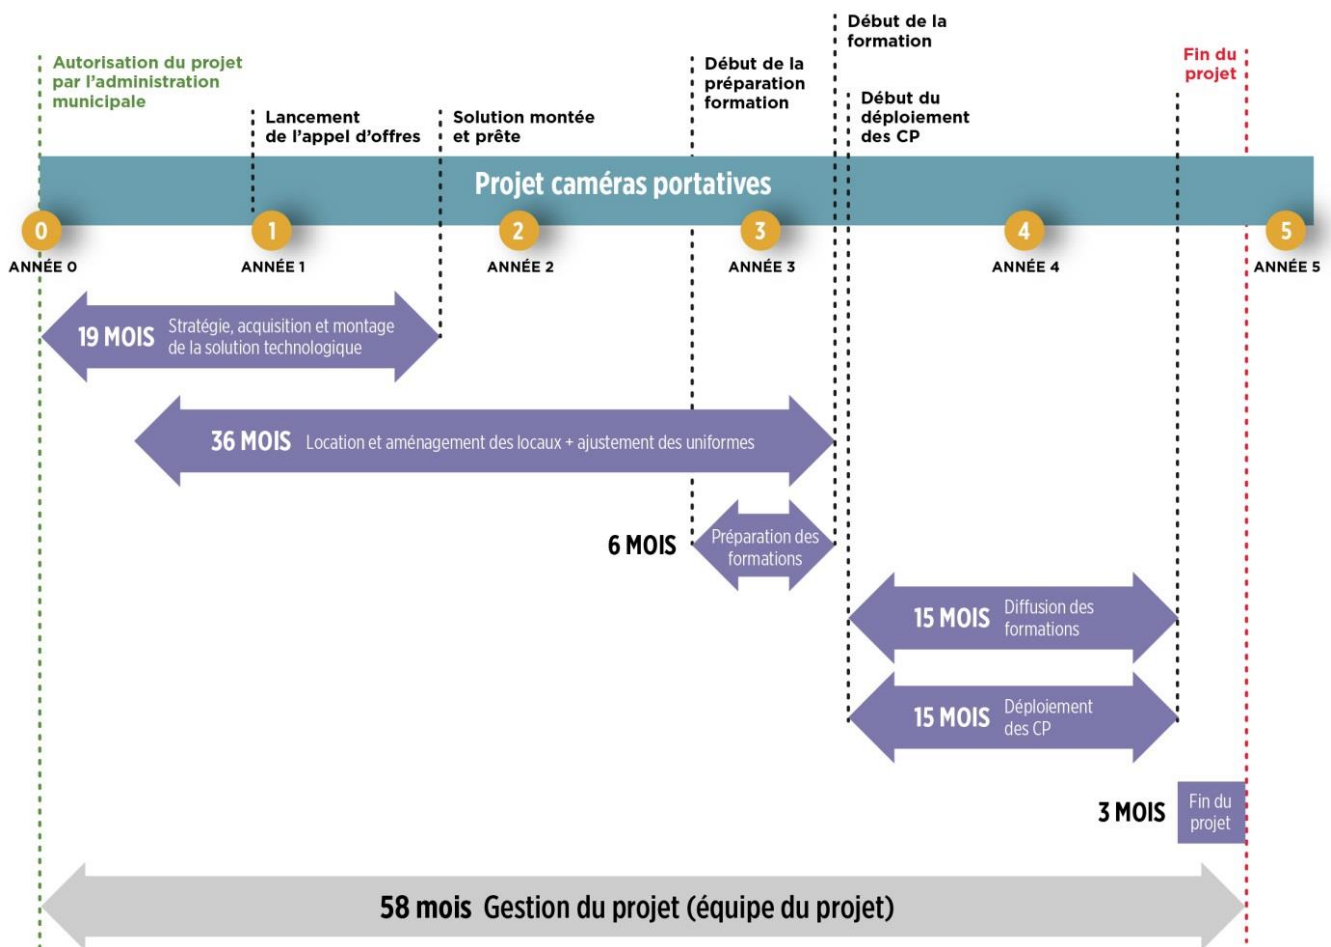 Début de la
formation
Autorisation du projet
par l'administration
municipale
Début de la
préparation
formation
Fin du
projet
Lancement
de l'appel d'offres
Solution montée
et prête
Début du
déploiement
des CP
Projet caméras portatives
0
1
2
3
4
5
ANNÉE 0
ANNÉE 1
ANNÉE 2
ANNÉE 3
ANNÉE 4
ANNÉE 5
19 MOIS Stratégie, acquisition et montage
de la solution technologique
36 MOIS Location et aménagement des locaux + ajustement des uniformes
6 MOIS Préparation des
formations
15 MOIS Diffusion des
formations
15 MOIS Déploiement
des CP
3 MOIS Fin du
projet
58 mois Gestion du projet (équipe du projet)